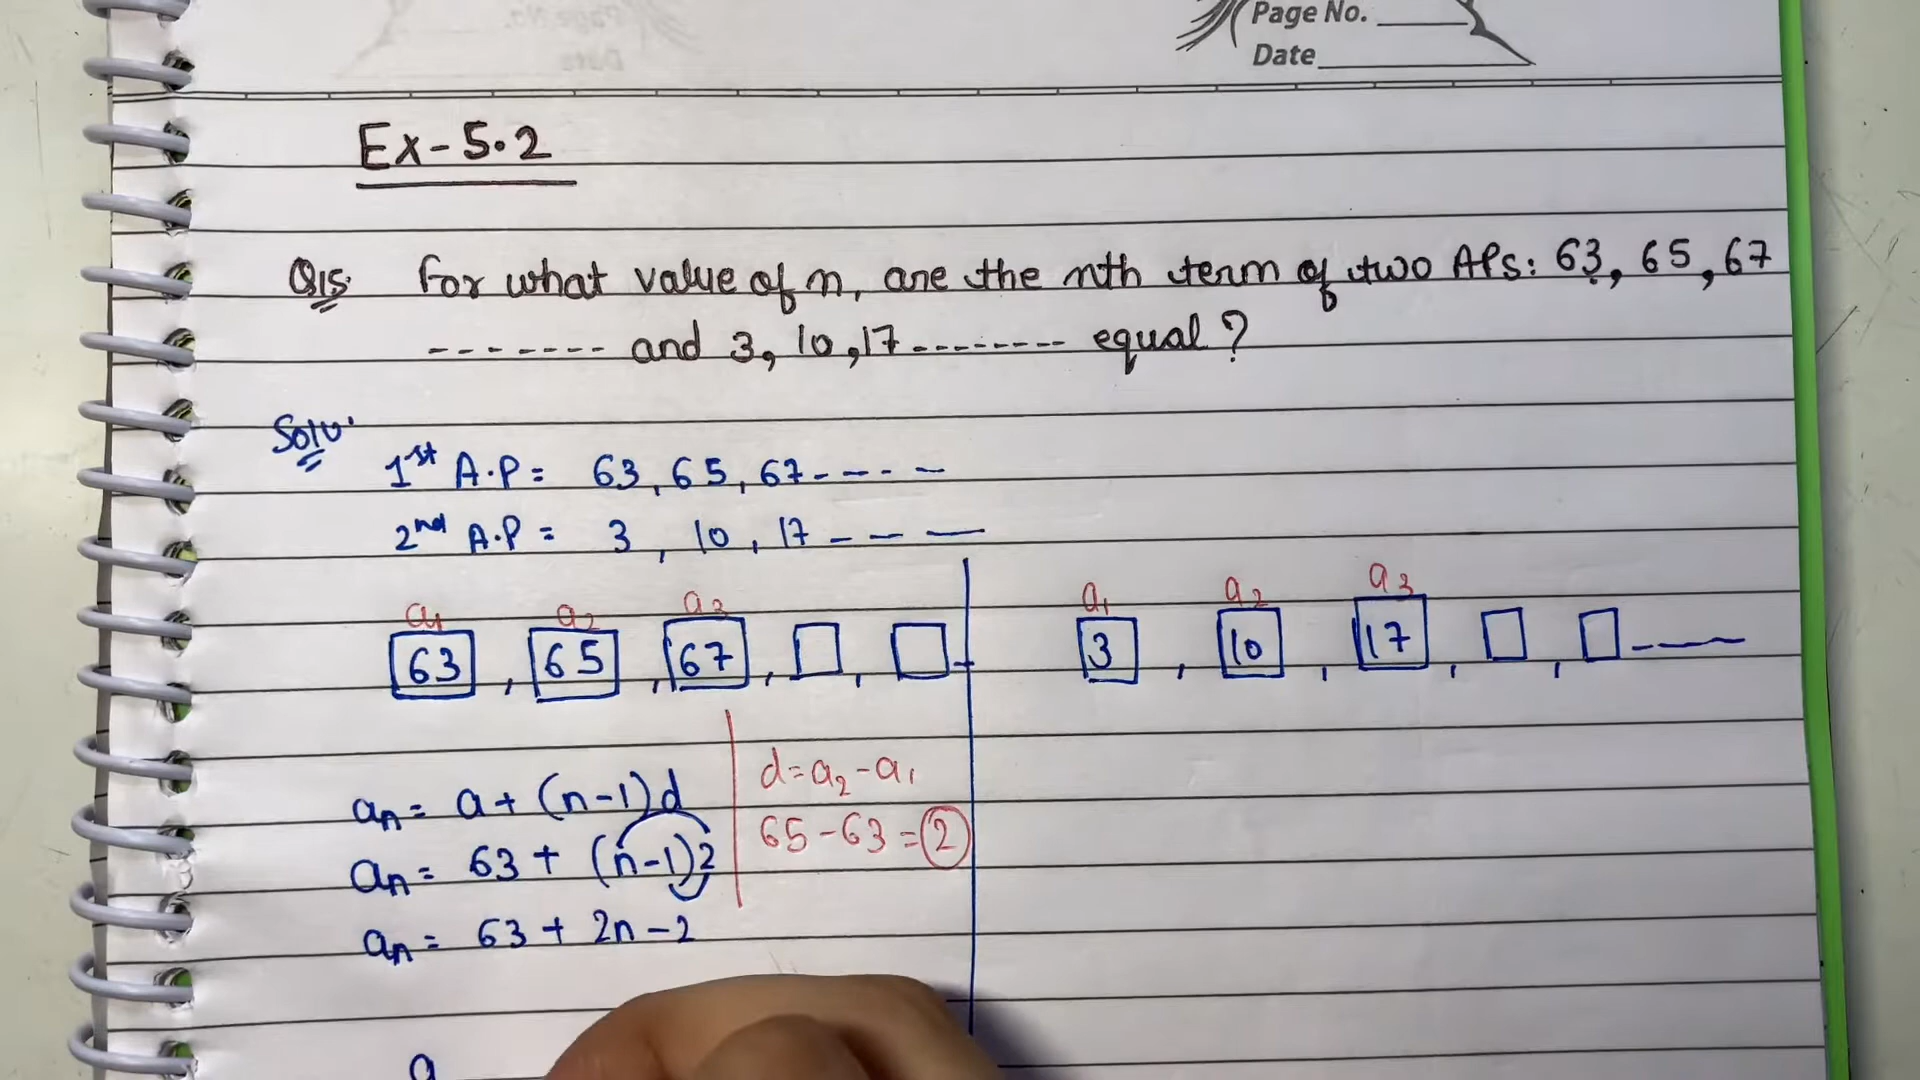 Page No.
Date
Ex-5.2
Q15. For what value of n, are the nth term of two APs: 63, 65, 67
------- and 3, 10, 17 -------- equal?
Solu.
1st A.P = 63, 65, 67- - - -
2nd A.P = 3, 10, 17 - - -
a1 a2 a3
63, 65, 67, □, □-
a1 a2 a3
3, 10, 17, □, □----
an = a + (n-1)d
an = 63 + (n-1)2
an = 63 + 2n - 2
a
d = a2 - a1
65 - 63 = 2